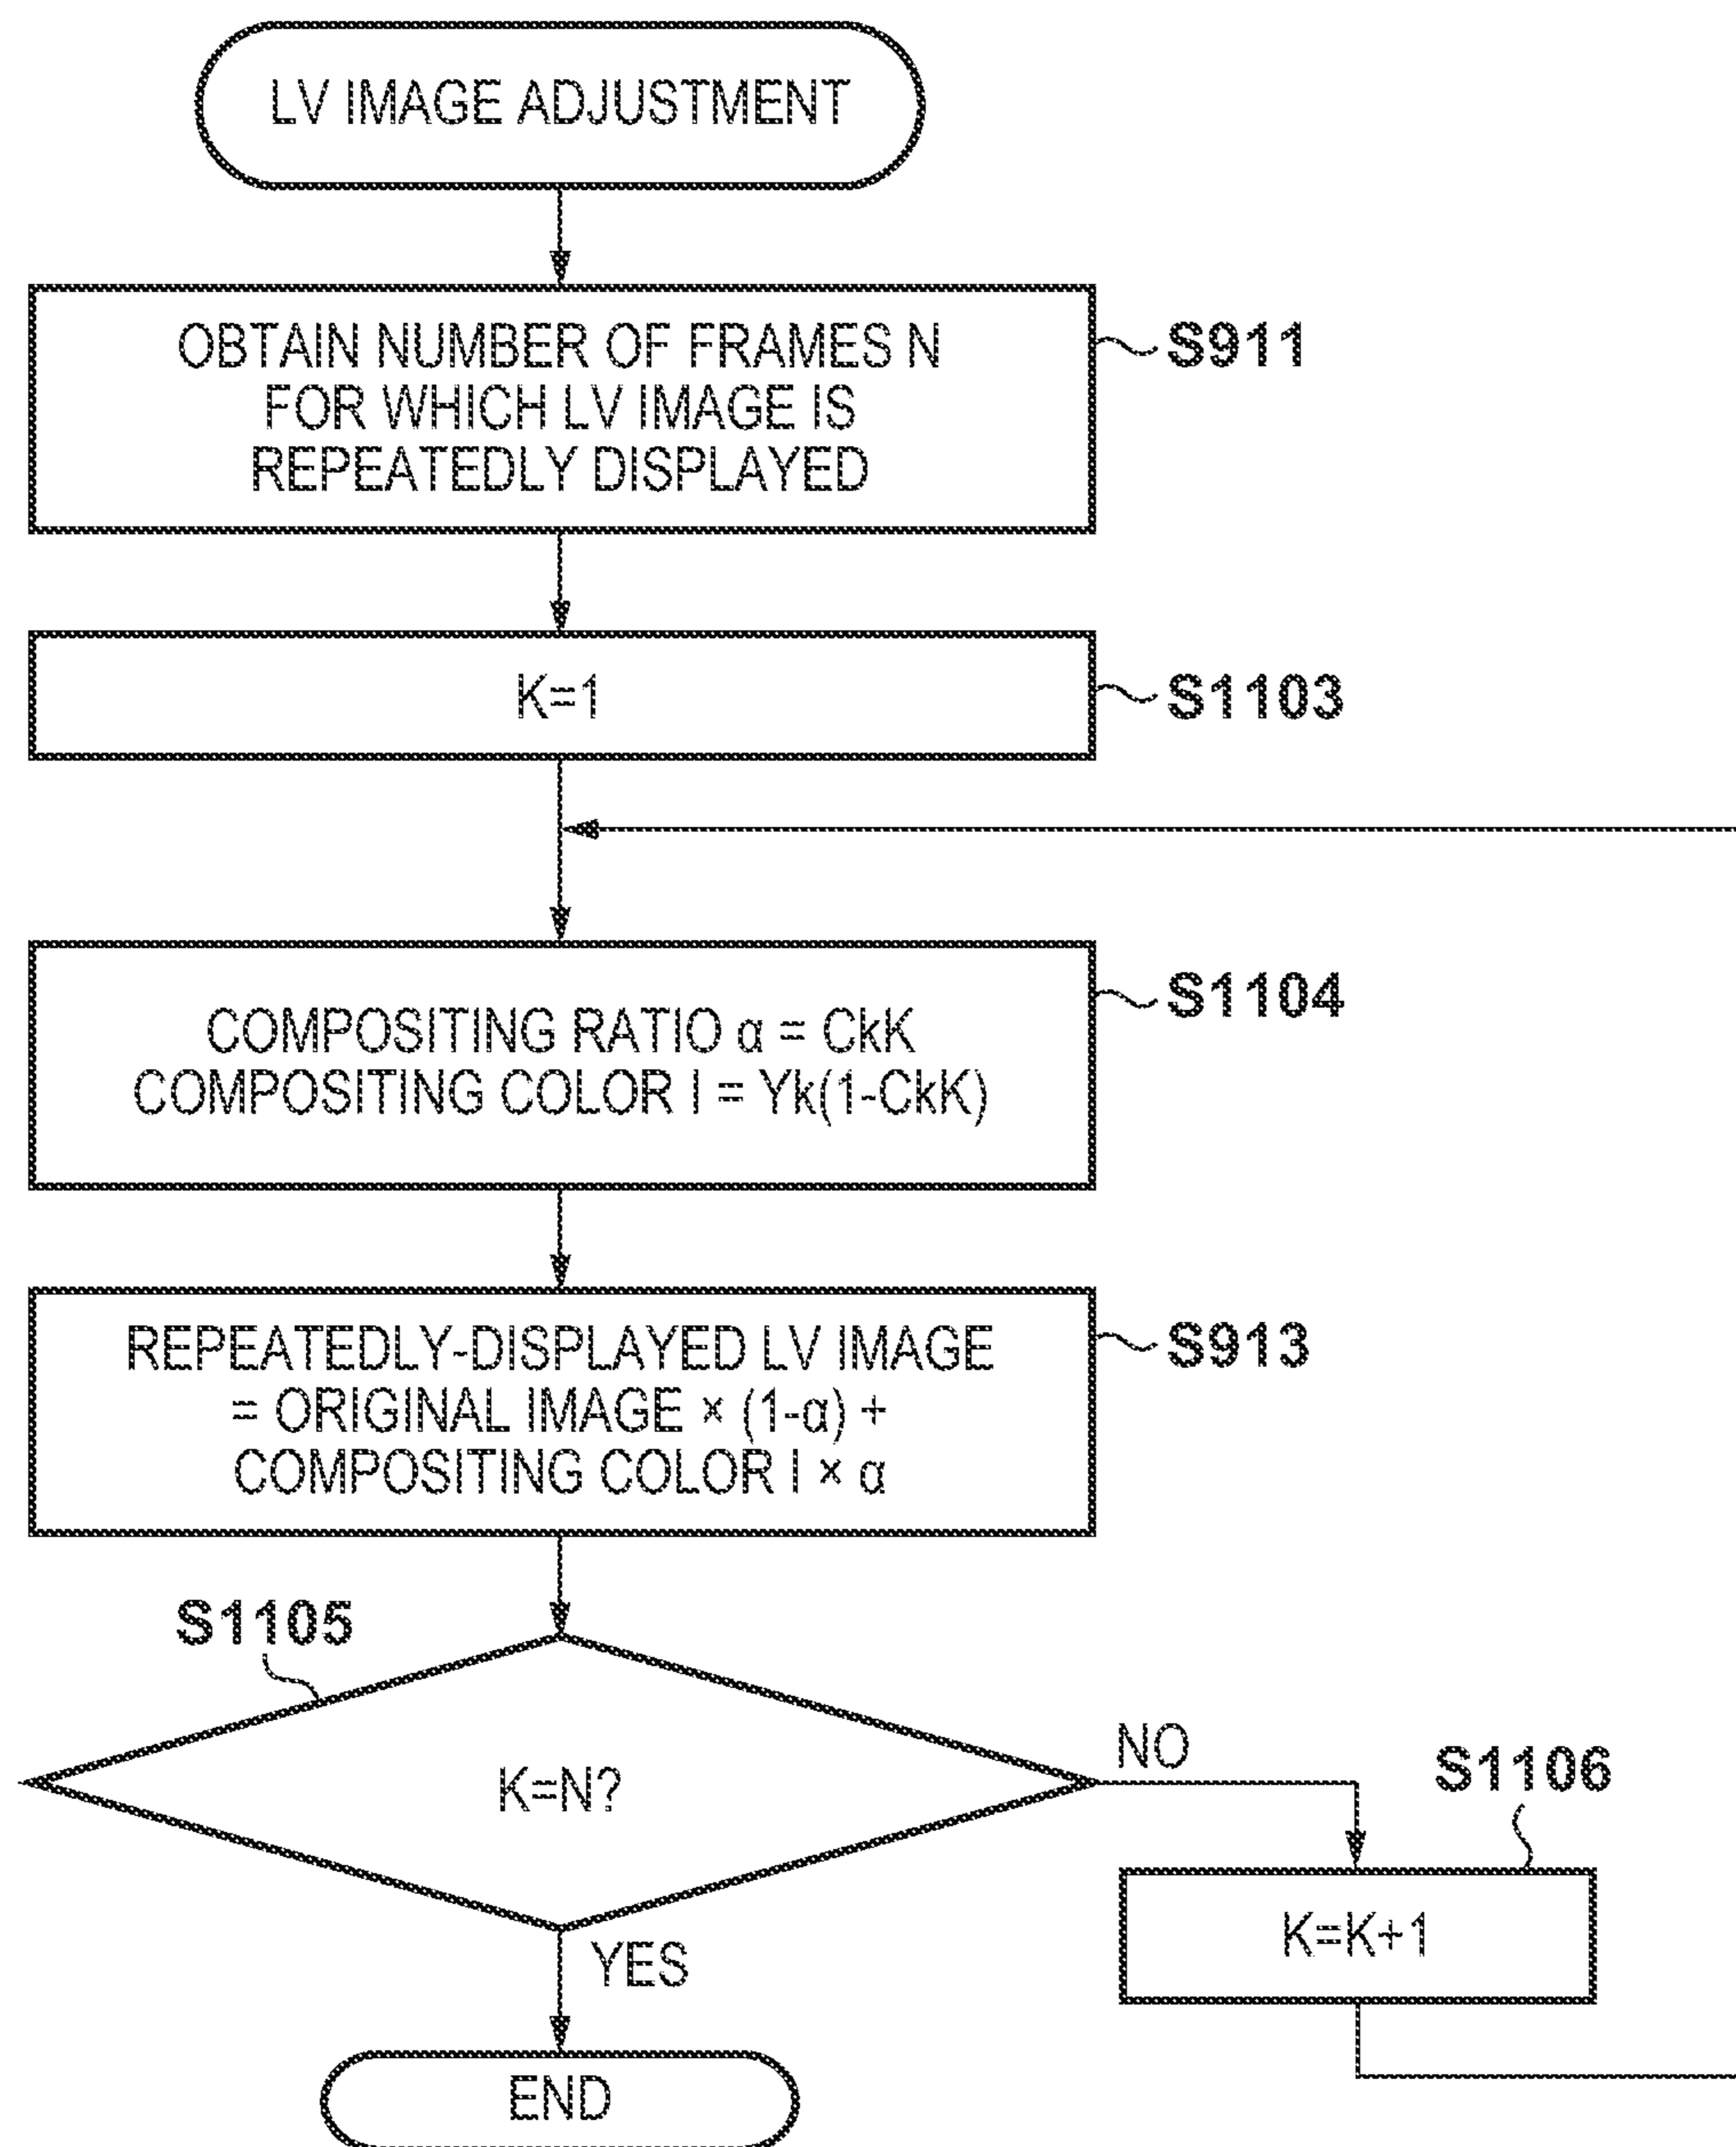 LV IMAGE ADJUSTMENT
OBTAIN NUMBER OF FRAMES N
FOR WHICH LV IMAGE IS
REPEATEDLY DISPLAYED
S911
K=1
S1103
COMPOSITING RATIO α = CkK
COMPOSITING COLOR I = Yk(1-CkK)
S1104
REPEATEDLY-DISPLAYED LV IMAGE
= ORIGINAL IMAGE × (1-α) +
COMPOSITING COLOR I × α
S913
S1105
K=N?
NO
S1106
K=K+1
YES
END